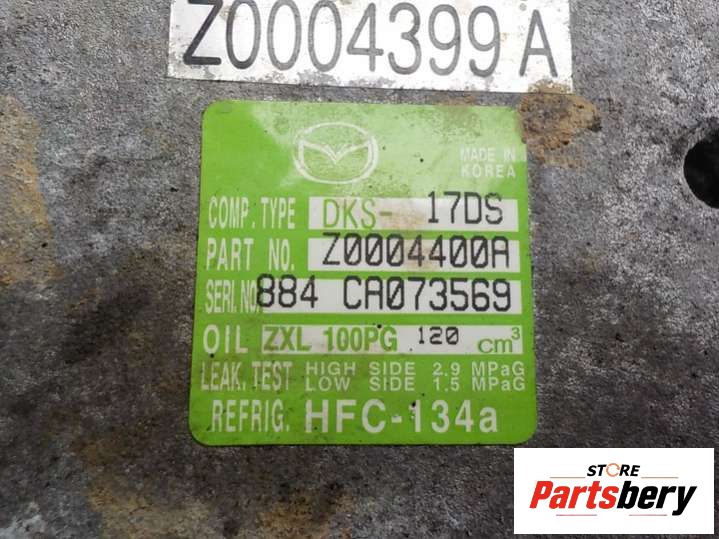 Z0004399A
MADE IN
KOREA
COMP. TYPE DKS- 17DS
PART NO. Z0004400A
SERI.NO. 884 CA073569
OIL ZXL 100PG 120 cm³
LEAK. TEST HIGH SIDE 2.9 MPaG
LOW SIDE 1.5 MPaG
REFRIG. HFC-134a
STORE
Partsbery